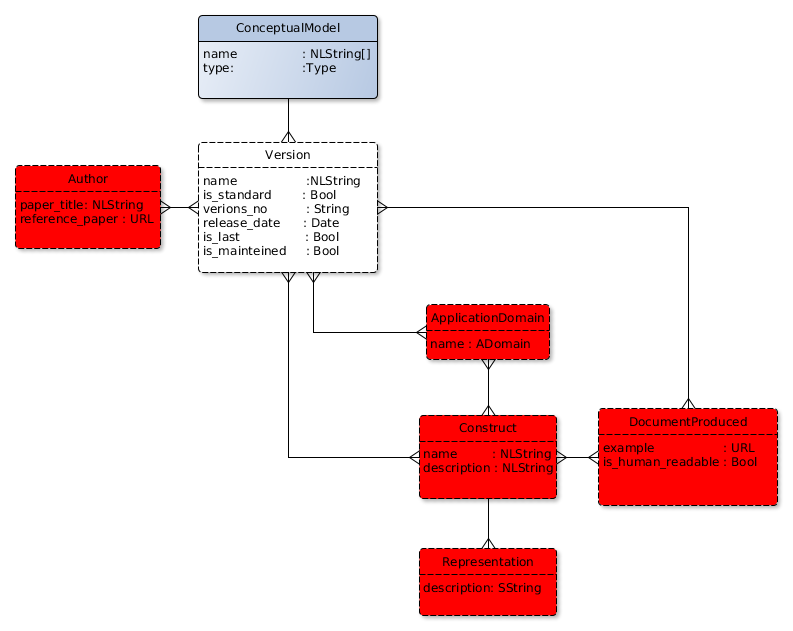 ConceptualModel
name : NLString[]
type: :Type
Version
name :NLString
is_standard : Bool
verions_no : String
release_date : Date
is_last : Bool
is_mainteined : Bool
Author
paper_title: NLString
reference_paper : URL
ApplicationDomain
name : ADomain
Construct
name : NLString
description : NLString
DocumentProduced
example : URL
is_human_readable : Bool
Representation
description: SString